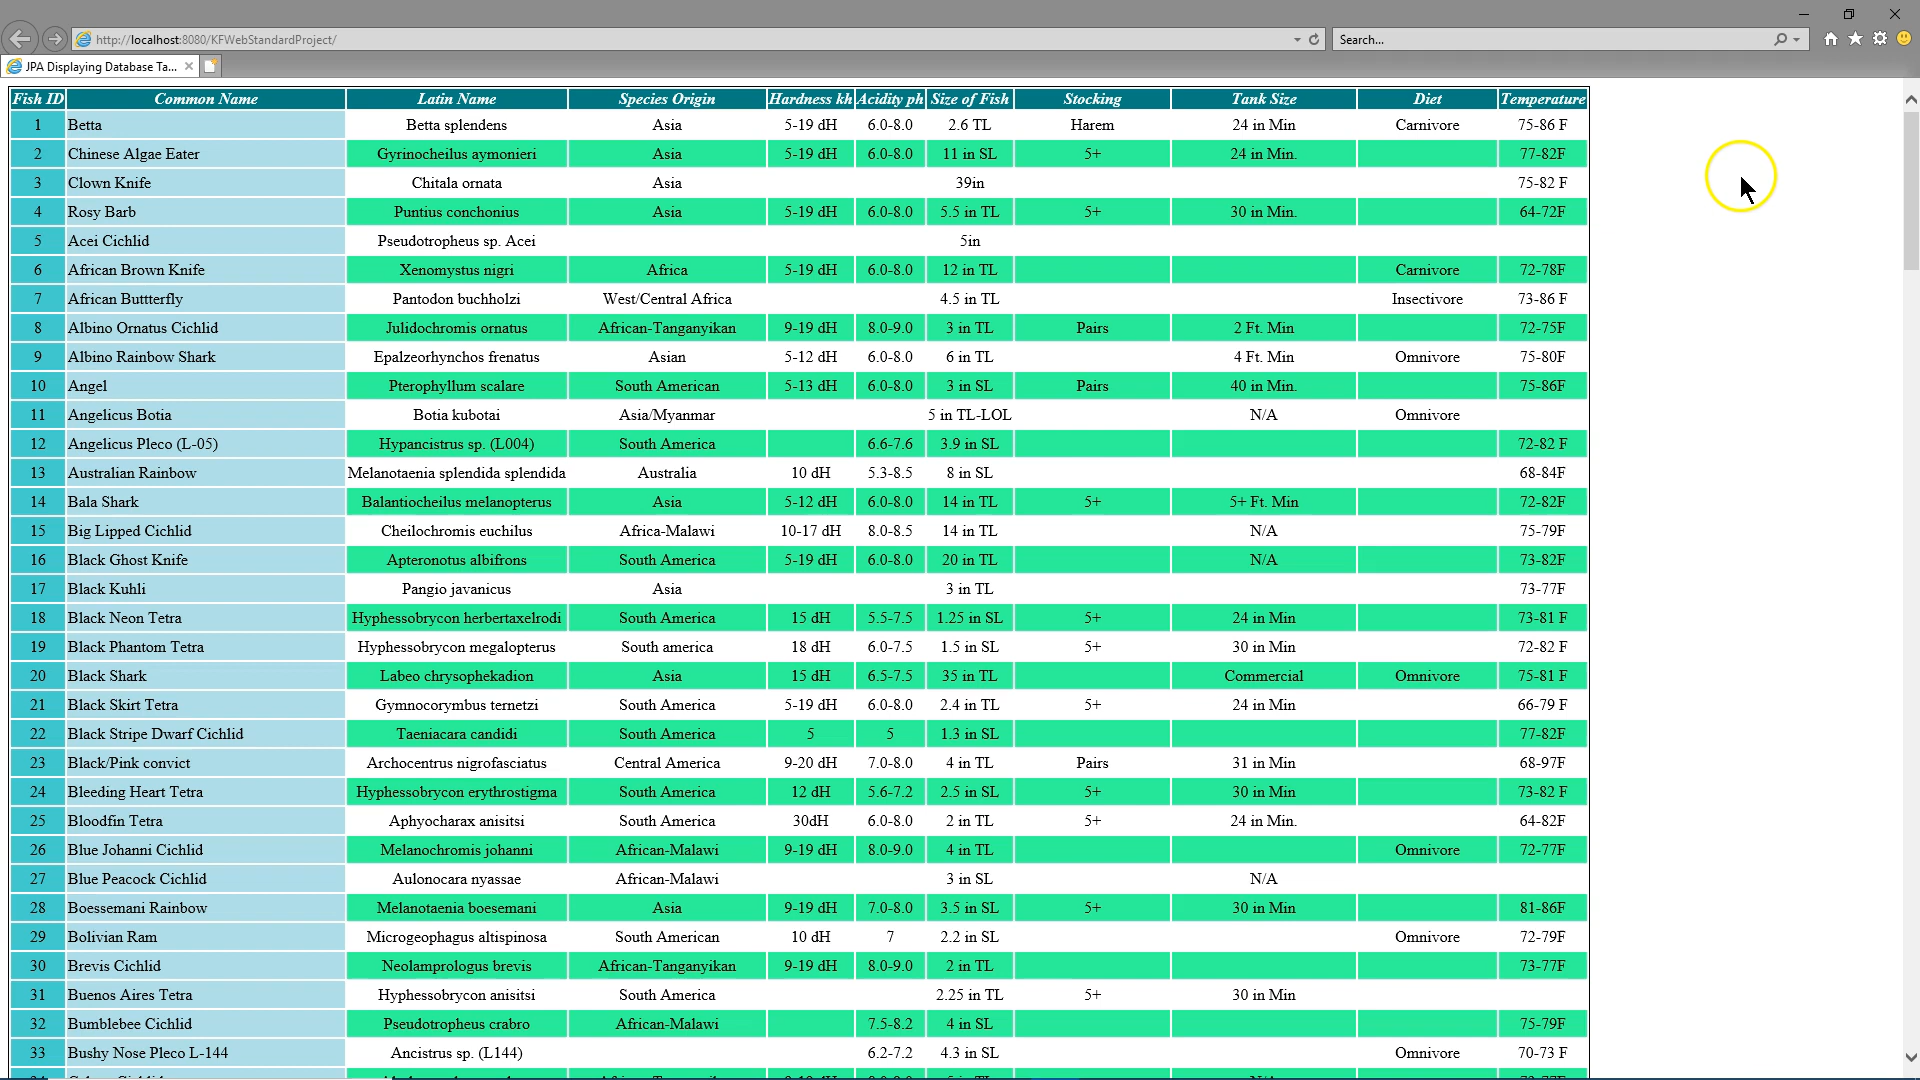 http://localhost:8080/KFWebStandardProject/
Search...
JPA Displaying Database Ta...
Fish ID Common Name Latin Name Species Origin Hardness kh Acidity ph Size of Fish Stocking Tank Size Diet Temperature
1 Betta Betta splendens Asia 5-19 dH 6.0-8.0 2.6 TL Harem 24 in Min Carnivore 75-86 F
2 Chinese Algae Eater Gyrinocheilus aymonieri Asia 5-19 dH 6.0-8.0 11 in SL 5+ 24 in Min. 77-82F
3 Clown Knife Chitala ornata Asia 39in 75-82 F
4 Rosy Barb Puntius conchonius Asia 5-19 dH 6.0-8.0 5.5 in TL 5+ 30 in Min. 64-72F
5 Acei Cichlid Pseudotropheus sp. Acei 5in
6 African Brown Knife Xenomystus nigri Africa 5-19 dH 6.0-8.0 12 in TL Carnivore 72-78F
7 African Buttterfly Pantodon buchholzi West/Central Africa 4.5 in TL Insectivore 73-86 F
8 Albino Ornatus Cichlid Julidochromis ornatus African-Tanganyikan 9-19 dH 8.0-9.0 3 in TL Pairs 2 Ft. Min 72-75F
9 Albino Rainbow Shark Epalzeorhynchos frenatus Asian 5-12 dH 6.0-8.0 6 in TL 4 Ft. Min Omnivore 75-80F
10 Angel Pterophyllum scalare South American 5-13 dH 6.0-8.0 3 in SL Pairs 40 in Min. 75-86F
11 Angelicus Botia Botia kubotai Asia/Myanmar 5 in TL-LOL N/A Omnivore
12 Angelicus Pleco (L-05) Hypancistrus sp. (L004) South America 6.6-7.6 3.9 in SL 72-82 F
13 Australian Rainbow Melanotaenia splendida splendida Australia 10 dH 5.3-8.5 8 in SL 68-84F
14 Bala Shark Balantiocheilus melanopterus Asia 5-12 dH 6.0-8.0 14 in TL 5+ 5+ Ft. Min 72-82F
15 Big Lipped Cichlid Cheilochromis euchilus Africa-Malawi 10-17 dH 8.0-8.5 14 in TL N/A 75-79F
16 Black Ghost Knife Apteronotus albifrons South America 5-19 dH 6.0-8.0 20 in TL N/A 73-82F
17 Black Kuhli Pangio javanicus Asia 3 in TL 73-77F
18 Black Neon Tetra Hyphessobrycon herbertaxelrodi South America 15 dH 5.5-7.5 1.25 in SL 5+ 24 in Min 73-81 F
19 Black Phantom Tetra Hyphessobrycon megalopterus South america 18 dH 6.0-7.5 1.5 in SL 5+ 30 in Min 72-82 F
20 Black Shark Labeo chrysophekadion Asia 15 dH 6.5-7.5 35 in TL Commercial Omnivore 75-81 F
21 Black Skirt Tetra Gymnocorymbus ternetzi South America 5-19 dH 6.0-8.0 2.4 in TL 5+ 24 in Min 66-79 F
22 Black Stripe Dwarf Cichlid Taeniacara candidi South America 5 5 1.3 in SL 77-82F
23 Black/Pink convict Archocentrus nigrofasciatus Central America 9-20 dH 7.0-8.0 4 in TL Pairs 31 in Min 68-97F
24 Bleeding Heart Tetra Hyphessobrycon erythrostigma South America 12 dH 5.6-7.2 2.5 in SL 5+ 30 in Min 73-82 F
25 Bloodfin Tetra Aphyocharax anisitsi South America 30dH 6.0-8.0 2 in TL 5+ 24 in Min. 64-82F
26 Blue Johanni Cichlid Melanochromis johanni African-Malawi 9-19 dH 8.0-9.0 4 in TL Omnivore 72-77F
27 Blue Peacock Cichlid Aulonocara nyassae African-Malawi 3 in SL N/A
28 Boessemani Rainbow Melanotaenia boesemani Asia 9-19 dH 7.0-8.0 3.5 in SL 5+ 30 in Min 81-86F
29 Bolivian Ram Microgeophagus altispinosa South American 10 dH 7 2.2 in SL Omnivore 72-79F
30 Brevis Cichlid Neolamprologus brevis African-Tanganyikan 9-19 dH 8.0-9.0 2 in TL 73-77F
31 Buenos Aires Tetra Hyphessobrycon anisitsi South America 2.25 in TL 5+ 30 in Min
32 Bumblebee Cichlid Pseudotropheus crabro African-Malawi 7.5-8.2 4 in SL 75-79F
33 Bushy Nose Pleco L-144 Ancistrus sp. (L144) 6.2-7.2 4.3 in SL Omnivore 70-73 F